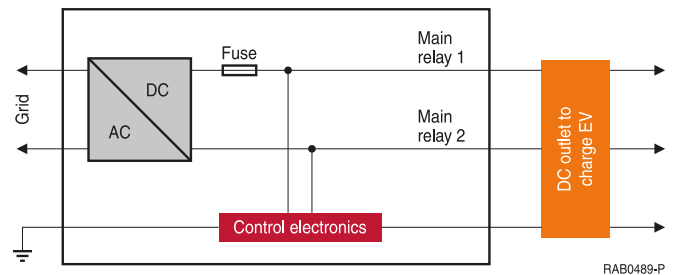 Fuse
Main
relay 1
Grid
DC
AC
Main
relay 2
DC outlet to
charge EV
Control electronics
RAB0489-P